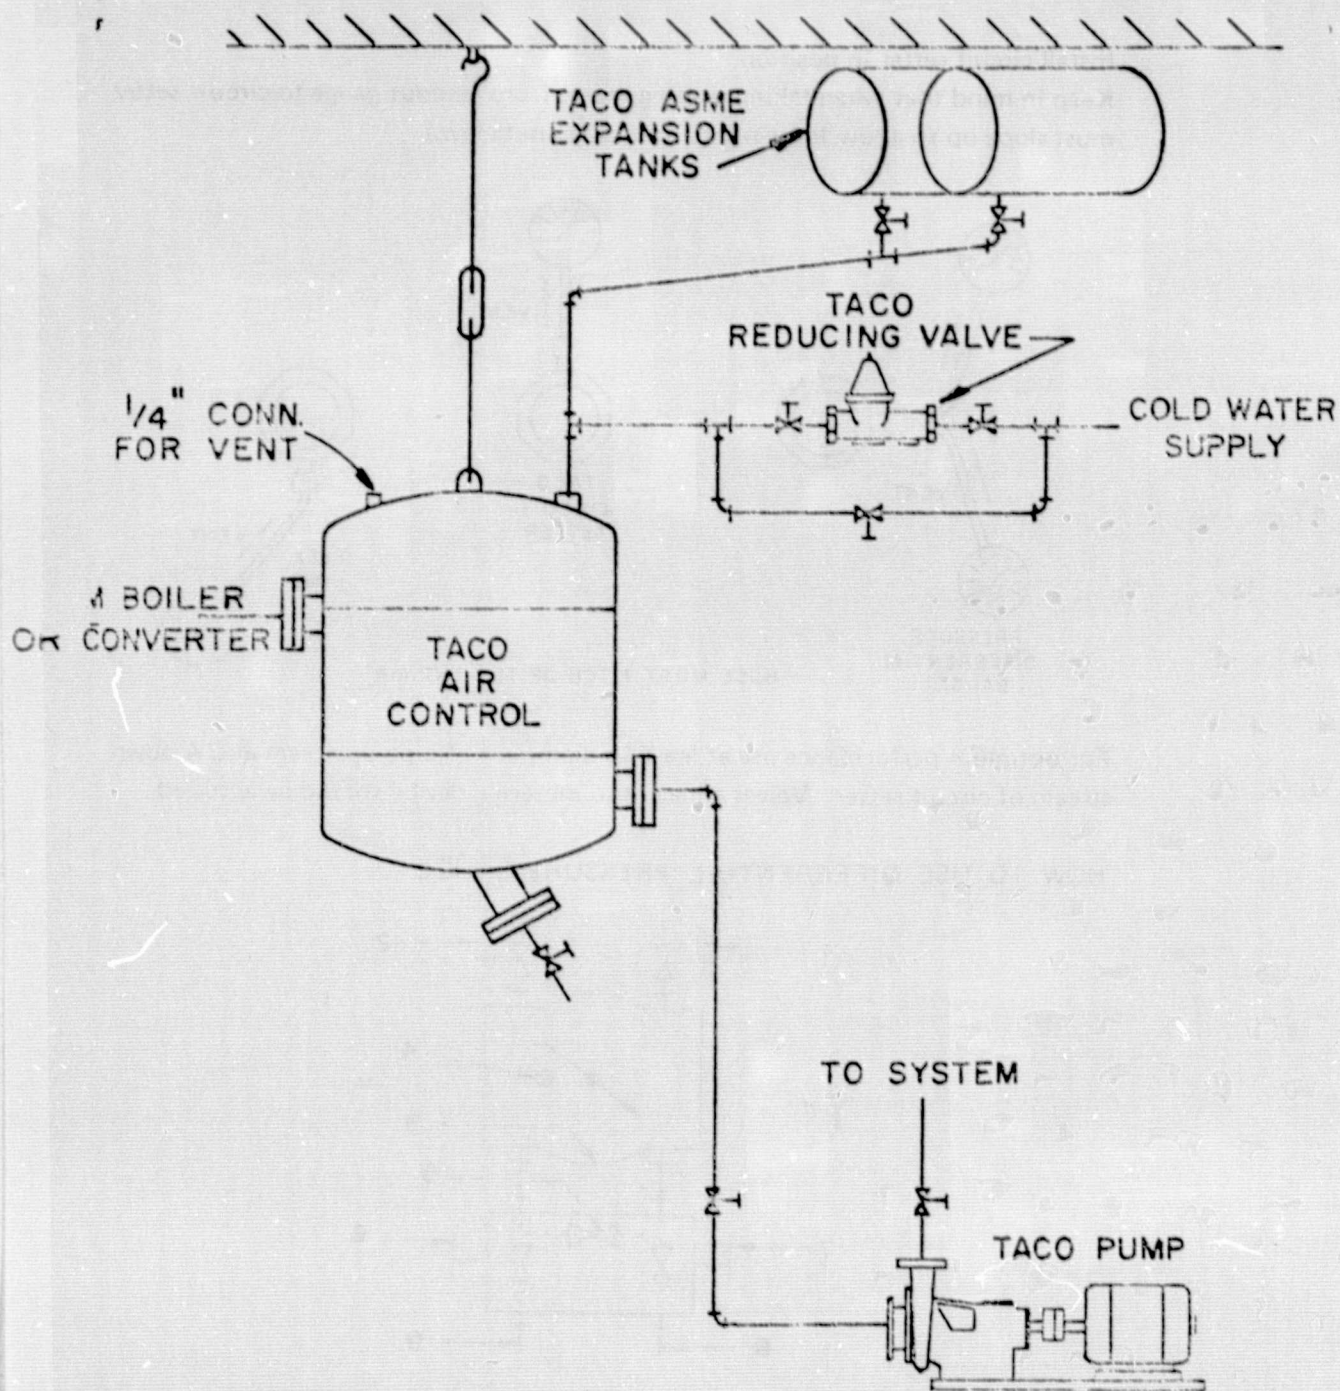 TACO ASME
EXPANSION
TANKS
TACO
REDUCING VALVE
1/4" CONN.
FOR VENT
COLD WATER
SUPPLY
BOILER
OR CONVERTER
TACO
AIR
CONTROL
TO SYSTEM
TACO PUMP